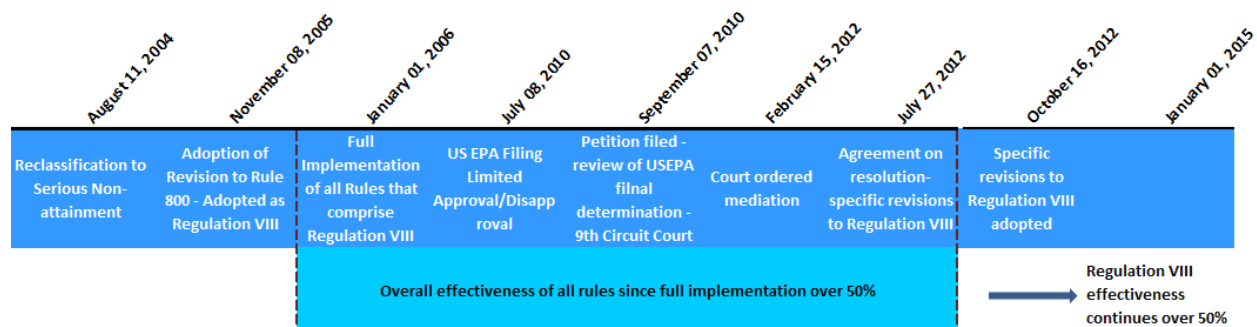 August 11, 2004
November 08, 2005
January 01, 2006
July 08, 2010
September 07, 2010
February 15, 2012
July 27, 2012
October 16, 2012
January 01, 2015
Reclassification to
Serious Non-
attainment
Adoption of
Revision to Rule
800 - Adopted as
Regulation VIII
Full
Implementation
of all Rules that
comprise
Regulation VIII
US EPA Filing
Limited
Approval/Disapp
roval
Petition filed -
review of USEPA
filnal
determination -
9th Circuit Court
Court ordered
mediation
Agreement on
resolution-
specific revisions
to Regulation VIII
Specific
revisions to
Regulation VIII
adopted
Overall effectiveness of all rules since full implementation over 50%
Regulation VIII
effectiveness
continues over 50%